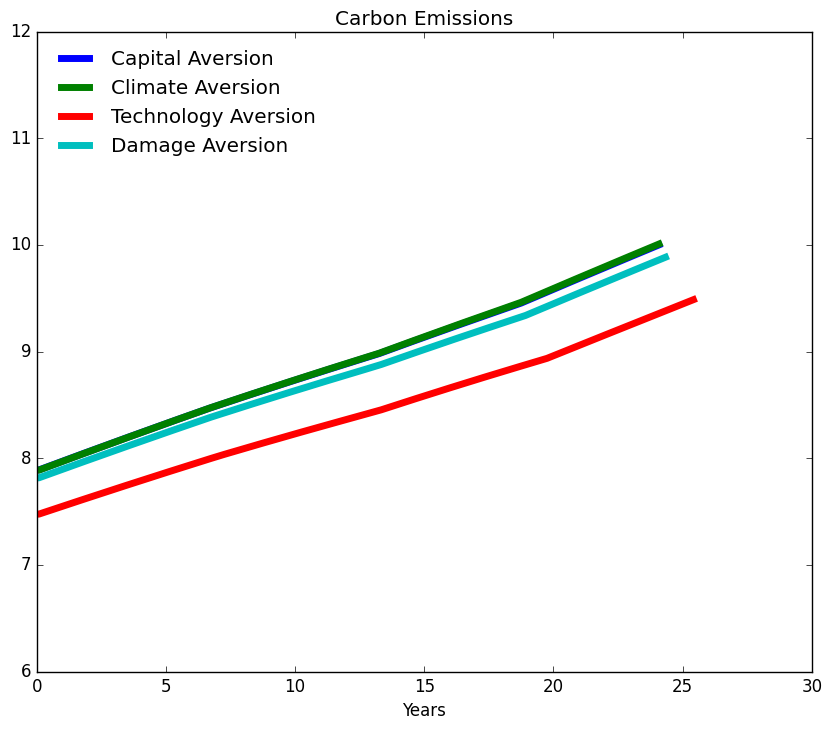 Carbon Emissions
12
11
10
9
8
7
6
Capital Aversion
Climate Aversion
Technology Aversion
Damage Aversion
0 5 10 15 20 25 30
Years